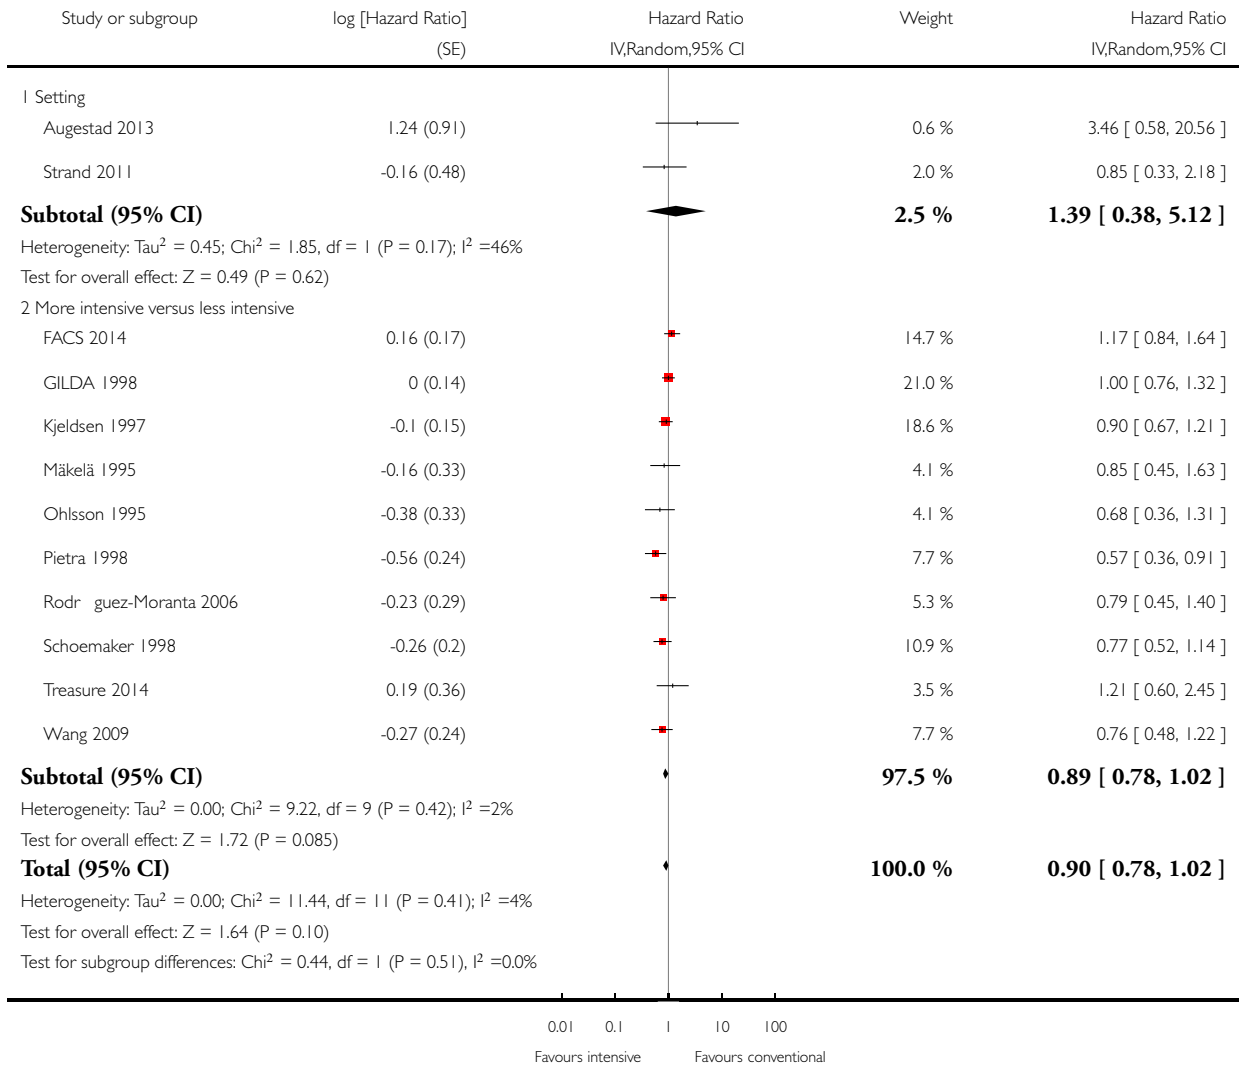 Study or subgroup log [Hazard Ratio] Hazard Ratio Weight Hazard Ratio
(SE) IV,Random,95% CI IV,Random,95% CI
1 Setting
Augestad 2013 1.24 (0.91) 0.6 % 3.46 [ 0.58, 20.56 ]
Strand 2011 -0.16 (0.48) 2.0 % 0.85 [ 0.33, 2.18 ]
Subtotal (95% CI) 2.5 % 1.39 [ 0.38, 5.12 ]
Heterogeneity: Tau² = 0.45; Chi² = 1.85, df = 1 (P = 0.17); I² =46%
Test for overall effect: Z = 0.49 (P = 0.62)
2 More intensive versus less intensive
FACS 2014 0.16 (0.17) 14.7 % 1.17 [ 0.84, 1.64 ]
GILDA 1998 0 (0.14) 21.0 % 1.00 [ 0.76, 1.32 ]
Kjeldsen 1997 -0.1 (0.15) 18.6 % 0.90 [ 0.67, 1.21 ]
Mäkelä 1995 -0.16 (0.33) 4.1 % 0.85 [ 0.45, 1.63 ]
Ohlsson 1995 -0.38 (0.33) 4.1 % 0.68 [ 0.36, 1.31 ]
Pietra 1998 -0.56 (0.24) 7.7 % 0.57 [ 0.36, 0.91 ]
Rodr guez-Moranta 2006 -0.23 (0.29) 5.3 % 0.79 [ 0.45, 1.40 ]
Schoemaker 1998 -0.26 (0.2) 10.9 % 0.77 [ 0.52, 1.14 ]
Treasure 2014 0.19 (0.36) 3.5 % 1.21 [ 0.60, 2.45 ]
Wang 2009 -0.27 (0.24) 7.7 % 0.76 [ 0.48, 1.22 ]
Subtotal (95% CI) 97.5 % 0.89 [ 0.78, 1.02 ]
Heterogeneity: Tau² = 0.00; Chi² = 9.22, df = 9 (P = 0.42); I² =2%
Test for overall effect: Z = 1.72 (P = 0.085)
Total (95% CI) 100.0 % 0.90 [ 0.78, 1.02 ]
Heterogeneity: Tau² = 0.00; Chi² = 11.44, df = 11 (P = 0.41); I² =4%
Test for overall effect: Z = 1.64 (P = 0.10)
Test for subgroup differences: Chi² = 0.44, df = 1 (P = 0.51), I² =0.0%
0.01 0.1 1 10 100
Favours intensive Favours conventional